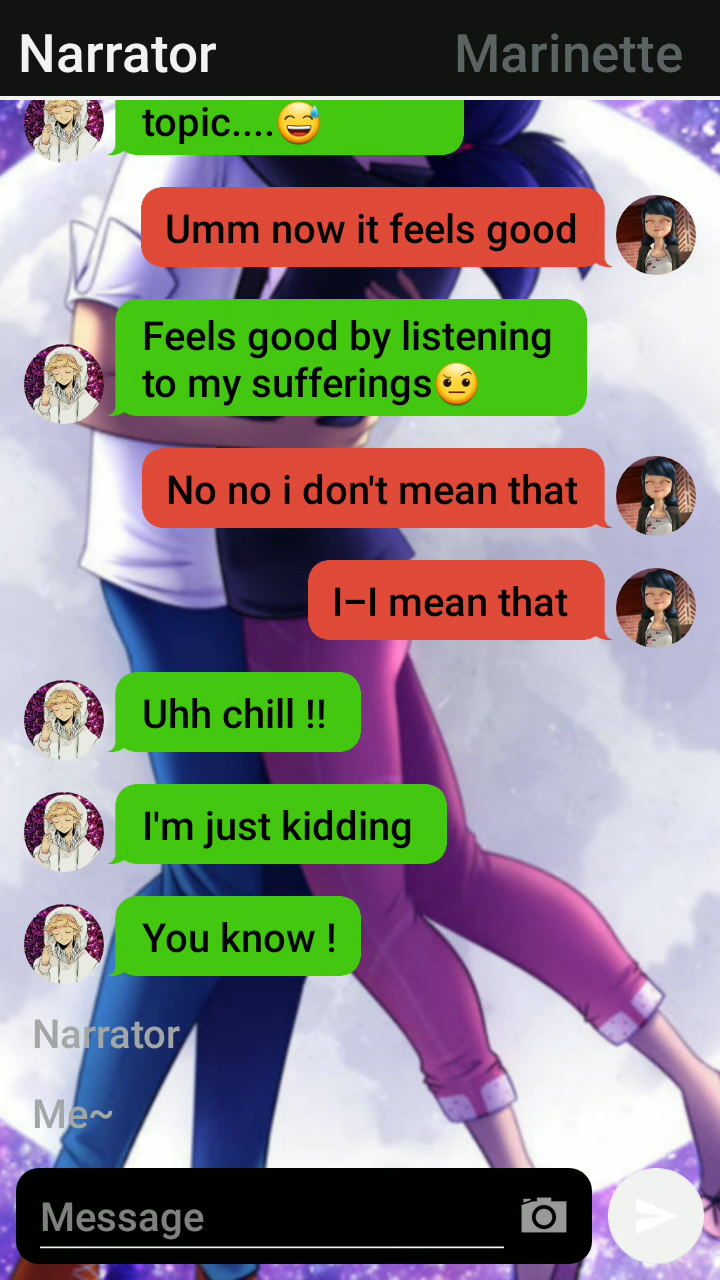 Narrator Marinette
topic....😅
Umm now it feels good
Feels good by listening
to my sufferings🤨
No no i don't mean that
I–I mean that
Uhh chill !!
I'm just kidding
You know !
Narrator
Me~
Message